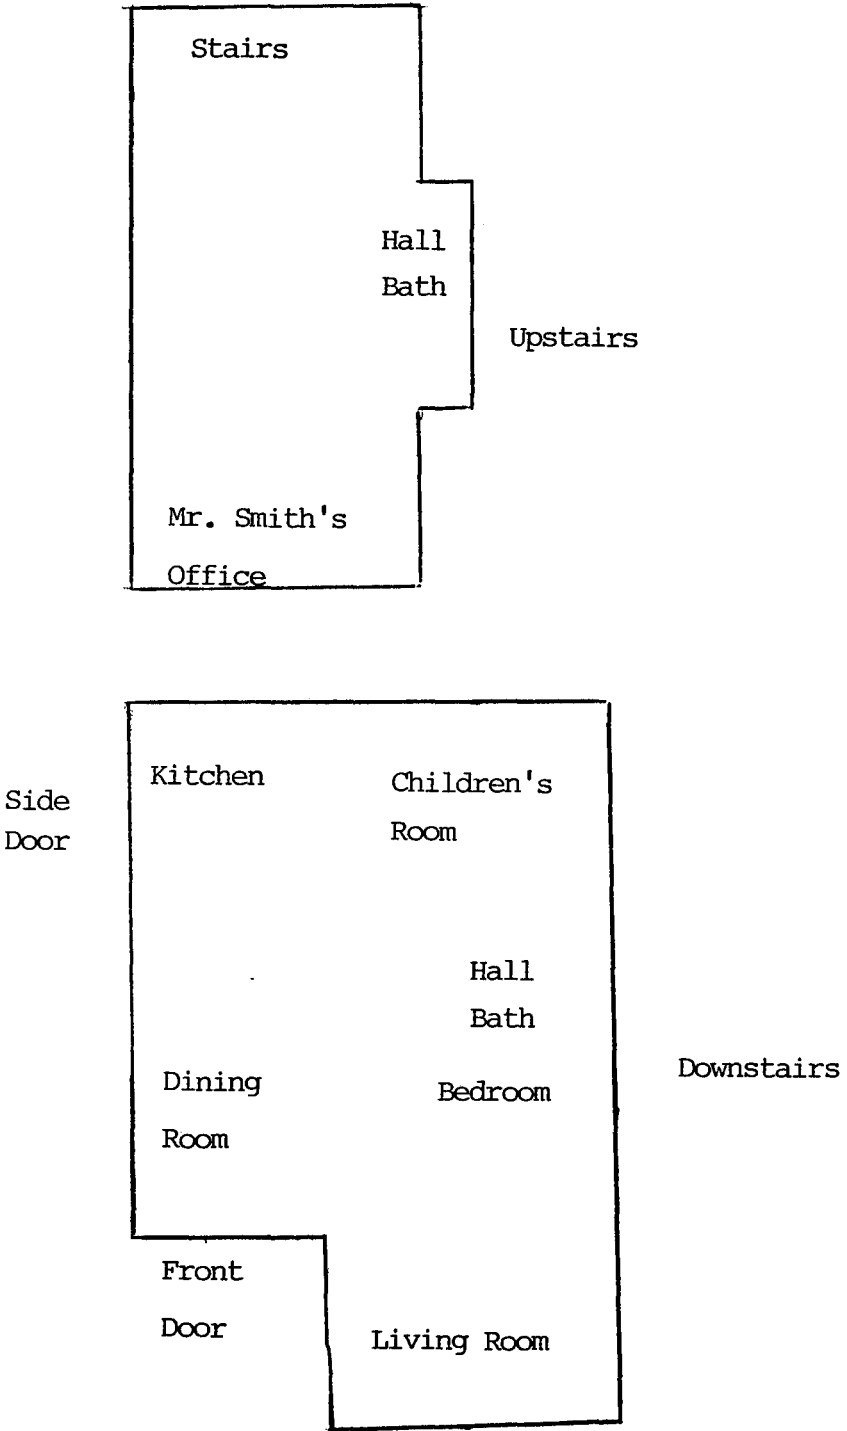 Stairs
Hall
Bath
Upstairs
Mr. Smith's
Office
Kitchen
Children's
Room
Side
Door
Hall
Bath
Dining
Room
Bedroom
Downstairs
Front
Door
Living Room